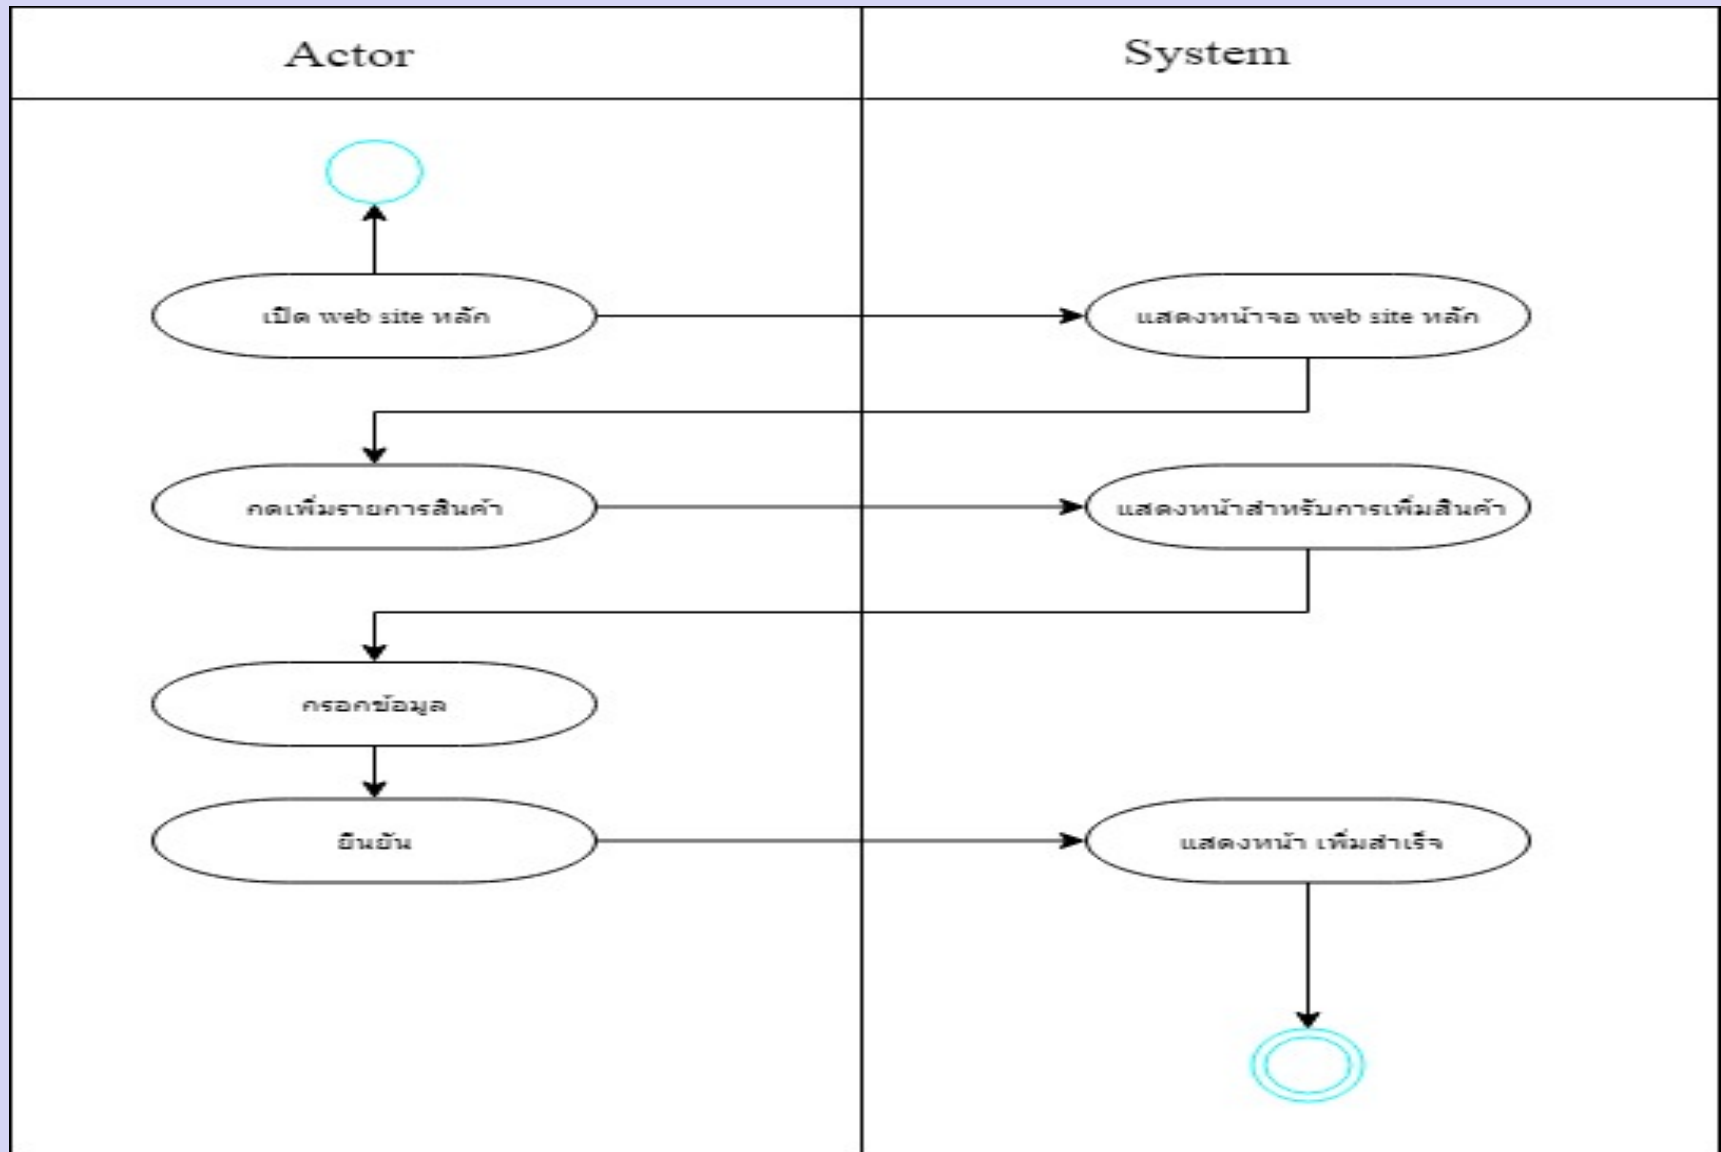 Actor
System
เปิด web site หลัก
แสดงหน้าจอ web site หลัก
กดเพิ่มรายการสินค้า
แสดงหน้าสำหรับการเพิ่มสินค้า
กรอกข้อมูล
ยืนยัน
แสดงหน้า เพิ่มสำเร็จ